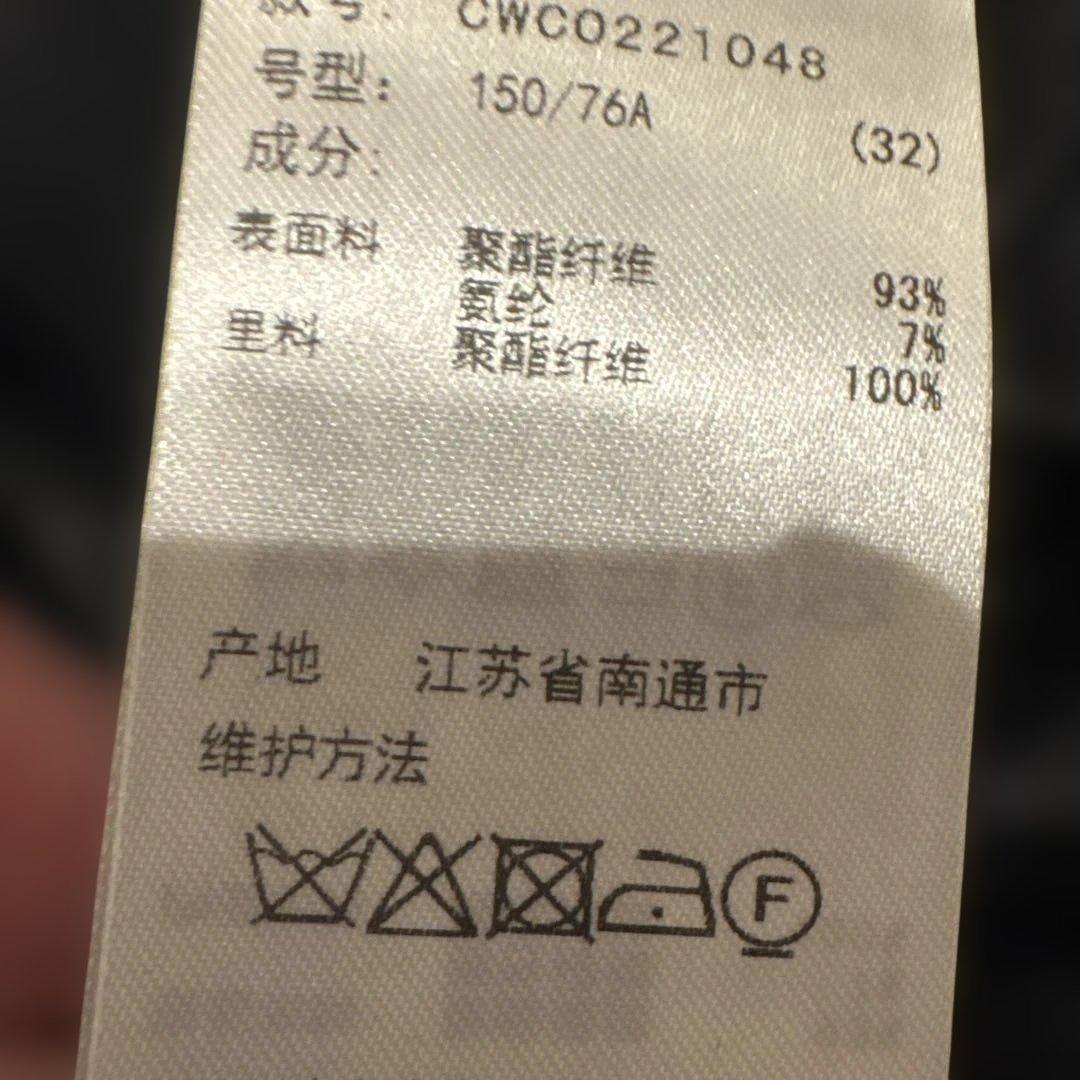 款号: CWC0221048
号型: 150/76A
(32)
成分:
表面料 聚酯纤维 93%
氨纶 7%
里料 聚酯纤维 100%
产地 江苏省南通市
维护方法
F